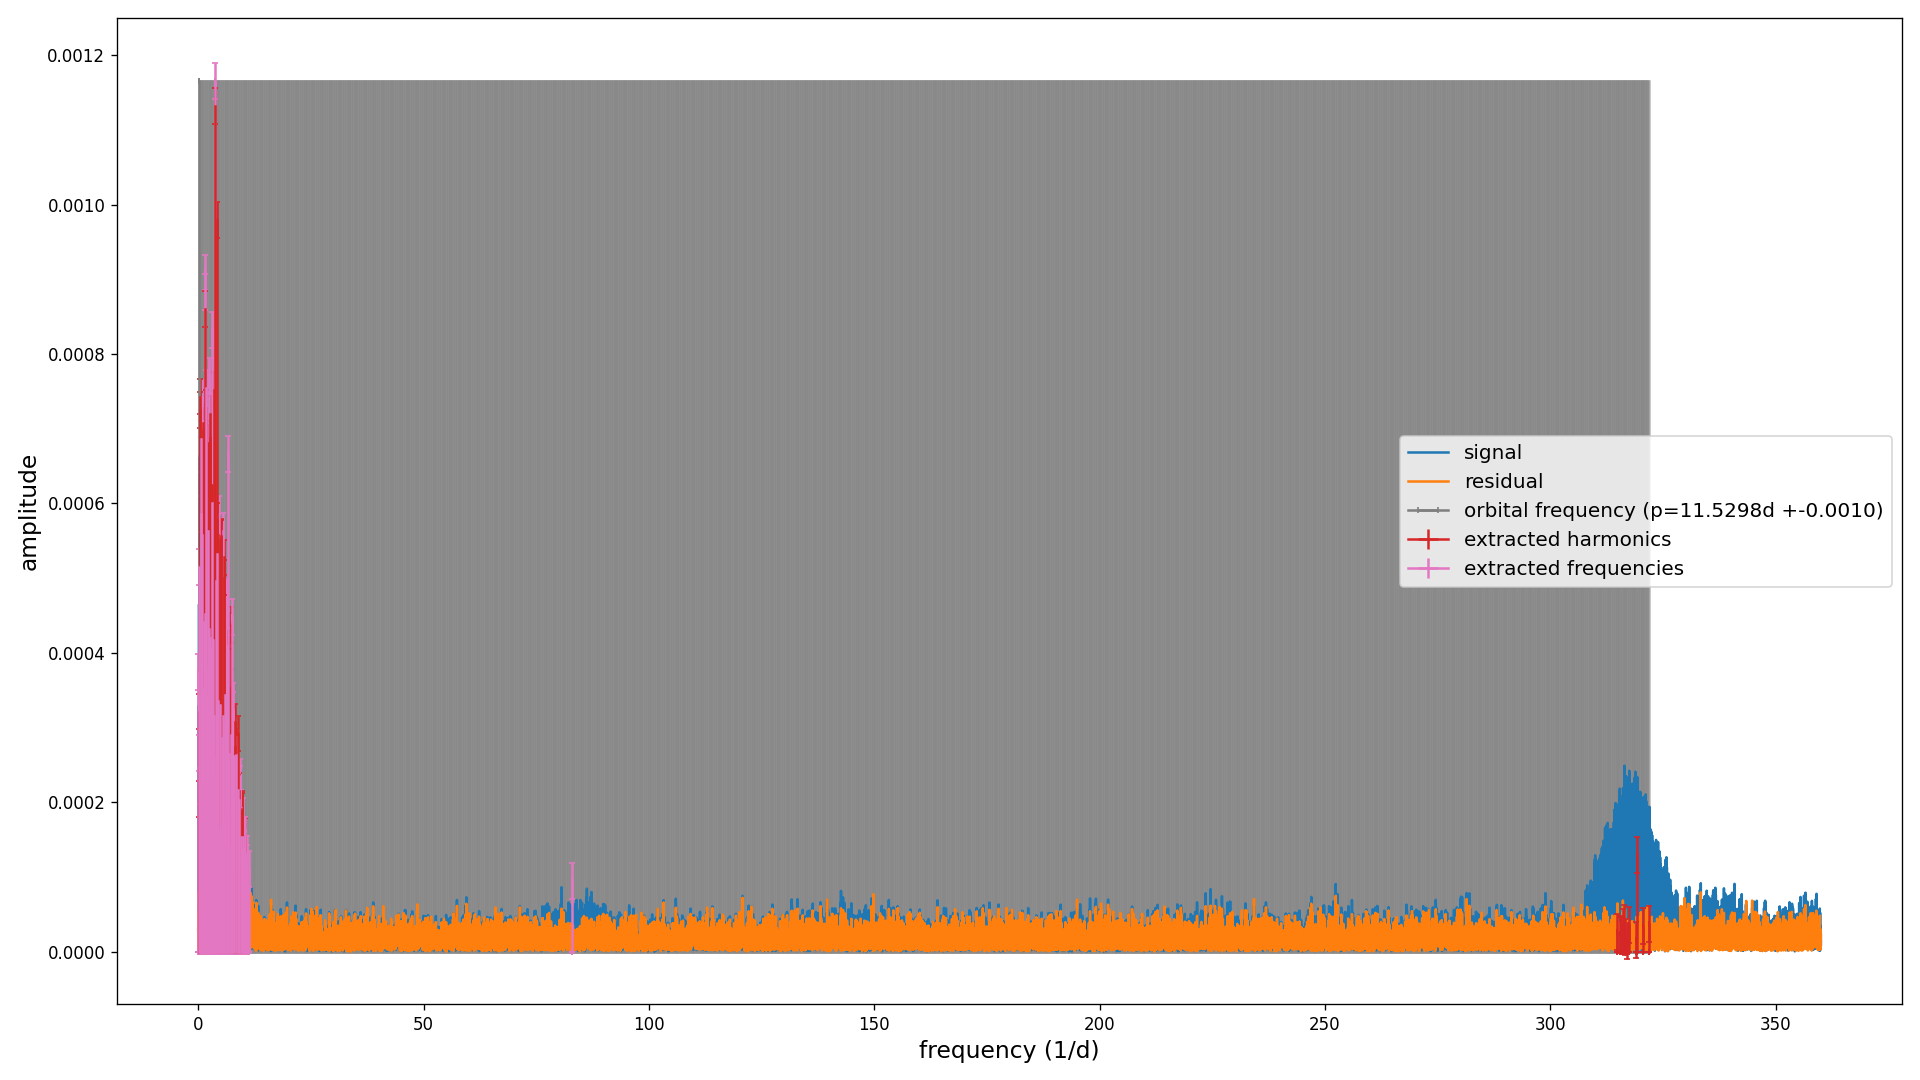 0.0012
0.0010
0.0008
0.0006
0.0004
0.0002
0.0000
amplitude
signal
residual
orbital frequency (p=11.5298d +-0.0010)
extracted harmonics
extracted frequencies
0 50 100 150 200 250 300 350
frequency (1/d)